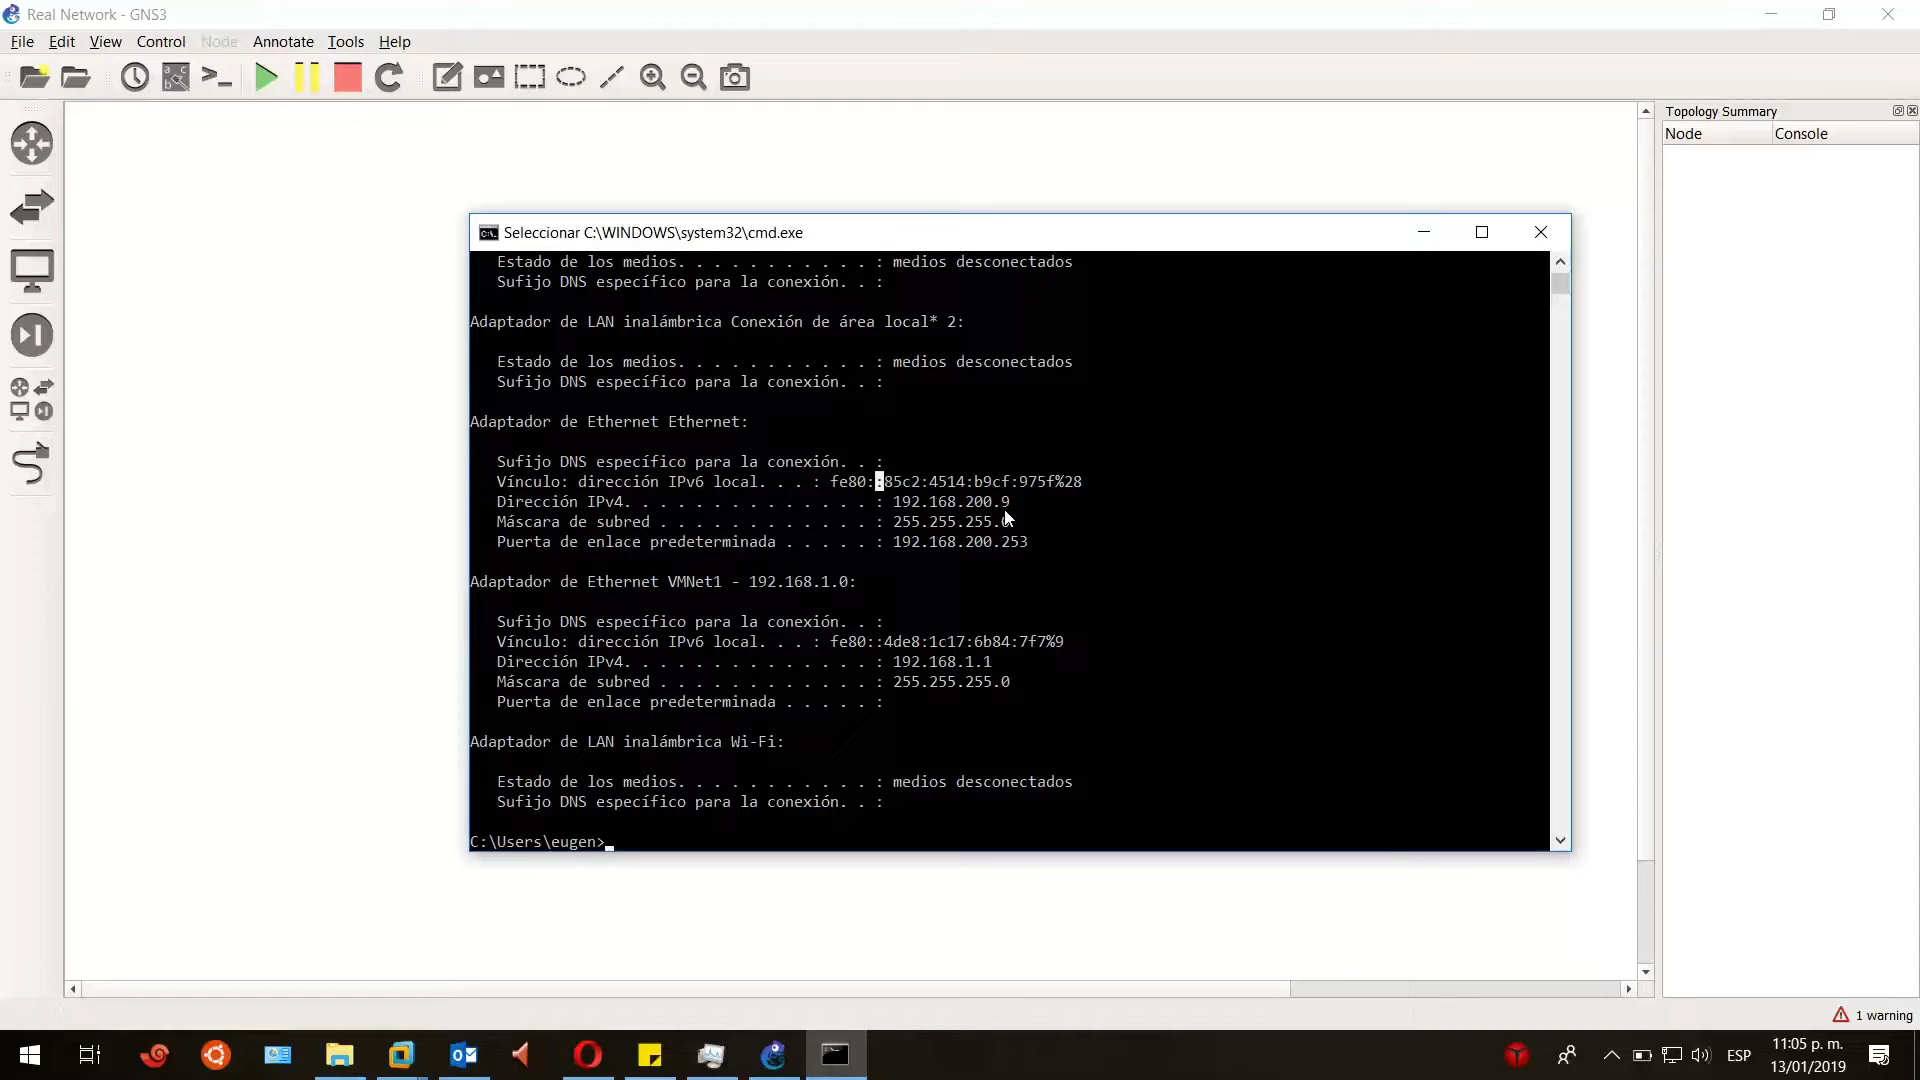 Real Network - GNS3
File Edit View Control Node Annotate Tools Help
Topology Summary
Node Console
Seleccionar C:\WINDOWS\system32\cmd.exe
Estado de los medios. . . . . . . . . . . : medios desconectados
Sufijo DNS específico para la conexión. . :
Adaptador de LAN inalámbrica Conexión de área local* 2:
Estado de los medios. . . . . . . . . . . : medios desconectados
Sufijo DNS específico para la conexión. . :
Adaptador de Ethernet Ethernet:
Sufijo DNS específico para la conexión. . :
Vínculo: dirección IPv6 local. . . : fe80::85c2:4514:b9cf:975f%28
Dirección IPv4. . . . . . . . . . . . . . : 192.168.200.9
Máscara de subred . . . . . . . . . . . . : 255.255.255.0
Puerta de enlace predeterminada . . . . . : 192.168.200.253
Adaptador de Ethernet VMNet1 - 192.168.1.0:
Sufijo DNS específico para la conexión. . :
Vínculo: dirección IPv6 local. . . : fe80::4de8:1c17:6b84:7f7%9
Dirección IPv4. . . . . . . . . . . . . . : 192.168.1.1
Máscara de subred . . . . . . . . . . . . : 255.255.255.0
Puerta de enlace predeterminada . . . . . :
Adaptador de LAN inalámbrica Wi-Fi:
Estado de los medios. . . . . . . . . . . : medios desconectados
Sufijo DNS específico para la conexión. . :
C:\Users\eugen>
1 warning
ESP
11:05 p. m.
13/01/2019